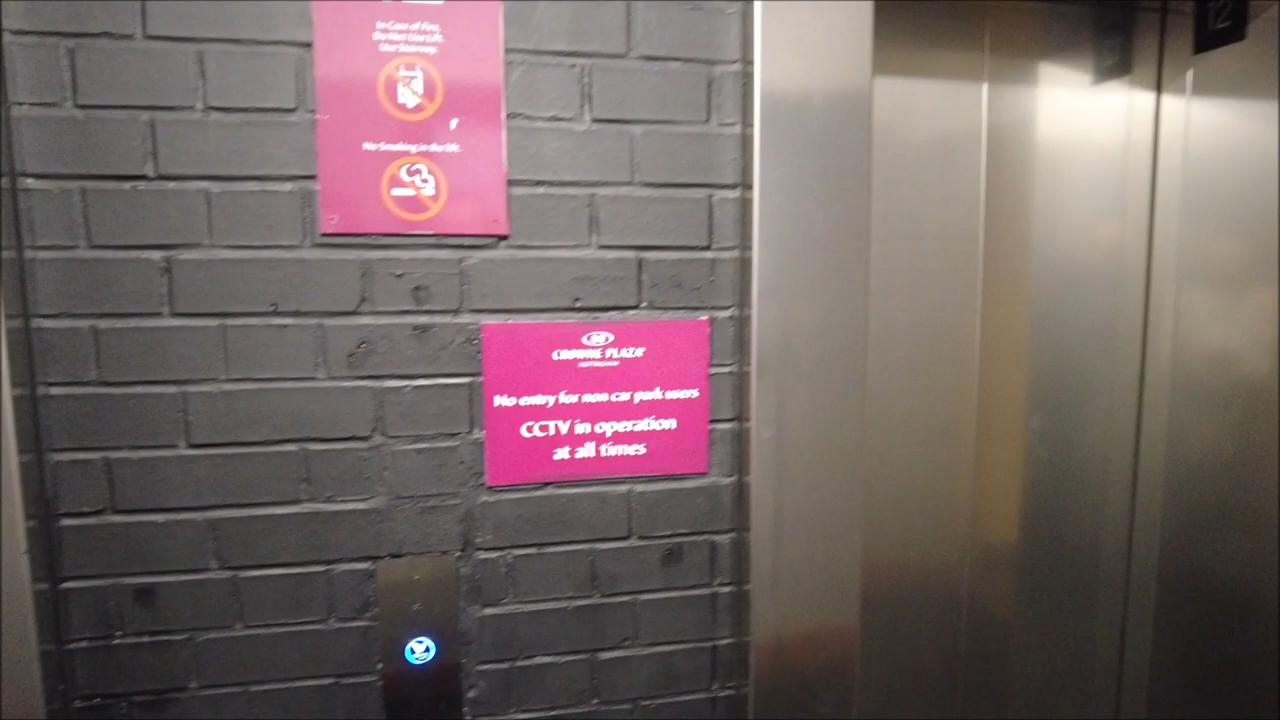 In Case of Fire,
Do Not Use Lift.
Use Stairway.
No Smoking in the lift.
CROWNE PLAZA
NOTTINGHAM
No entry for non car park users
CCTV in operation
at all times
12